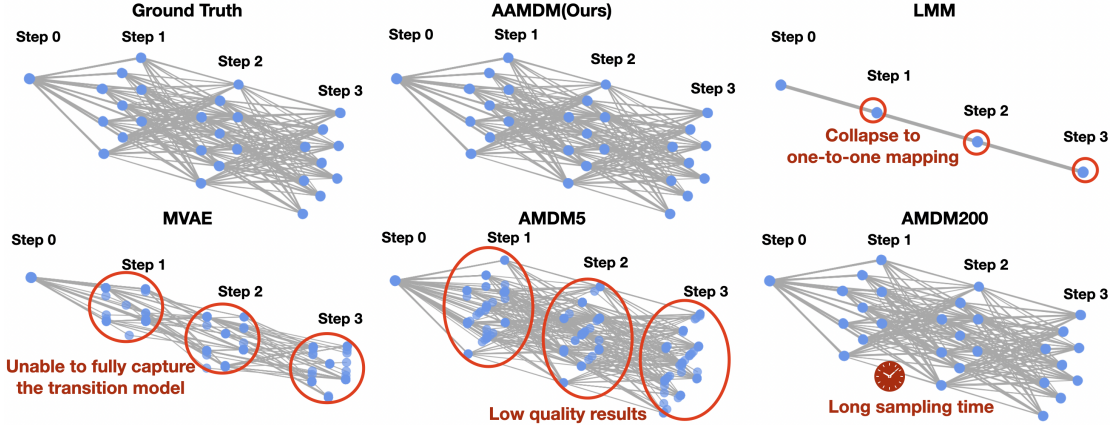 Ground Truth
Step 0
Step 1
Step 2
Step 3
AAMDM(Ours)
Step 0
Step 1
Step 2
Step 3
LMM
Step 0
Step 1
Step 2
Step 3
Collapse to
one-to-one mapping
MVAE
Step 0
Step 1
Step 2
Step 3
Unable to fully capture
the transition model
AMDM5
Step 0
Step 1
Step 2
Step 3
Low quality results
AMDM200
Step 0
Step 1
Step 2
Step 3
Long sampling time